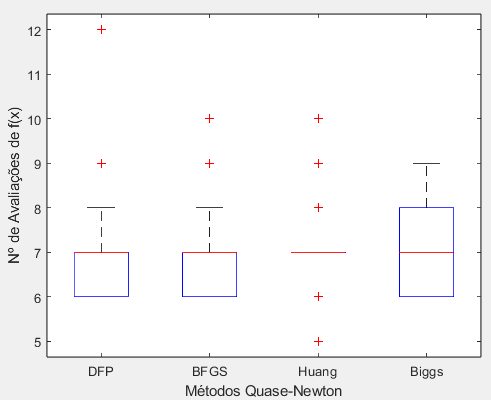 Nº de Avaliações de f(x)
12
11
10
9
8
7
6
5
DFP BFGS Huang Biggs
Métodos Quase-Newton